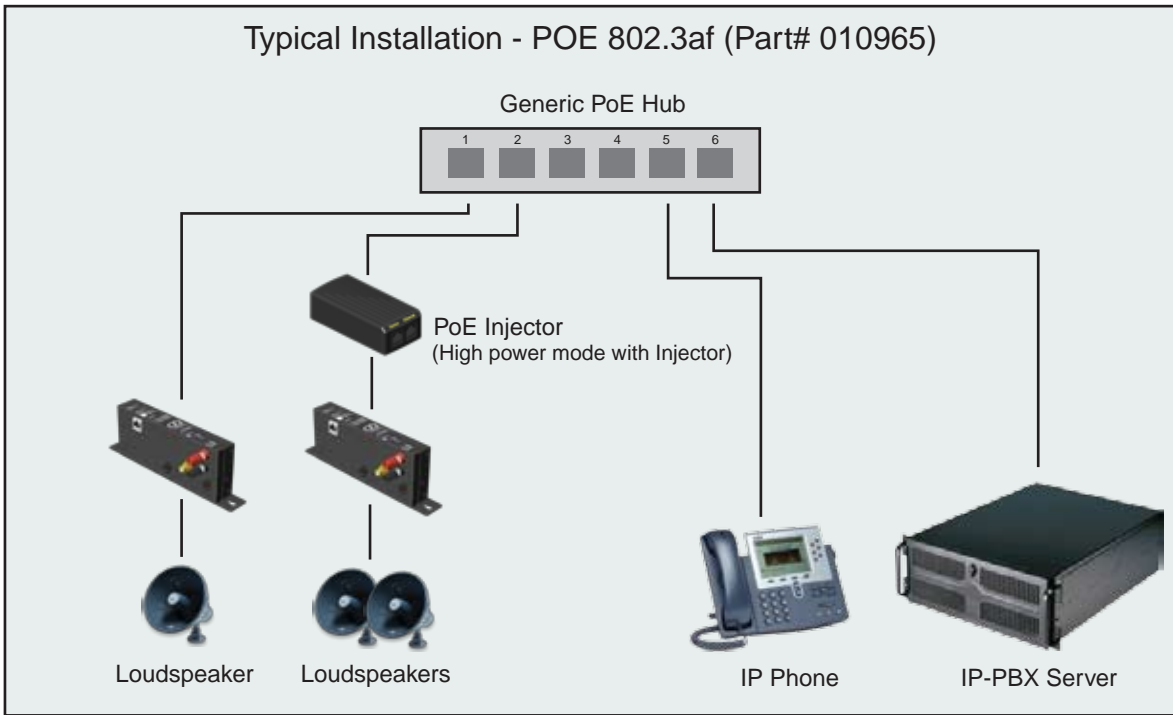 Typical Installation - POE 802.3af (Part# 010965)
Generic PoE Hub
1 2 3 4 5 6
PoE Injector
(High power mode with Injector)
Loudspeaker
Loudspeakers
IP Phone
IP-PBX Server